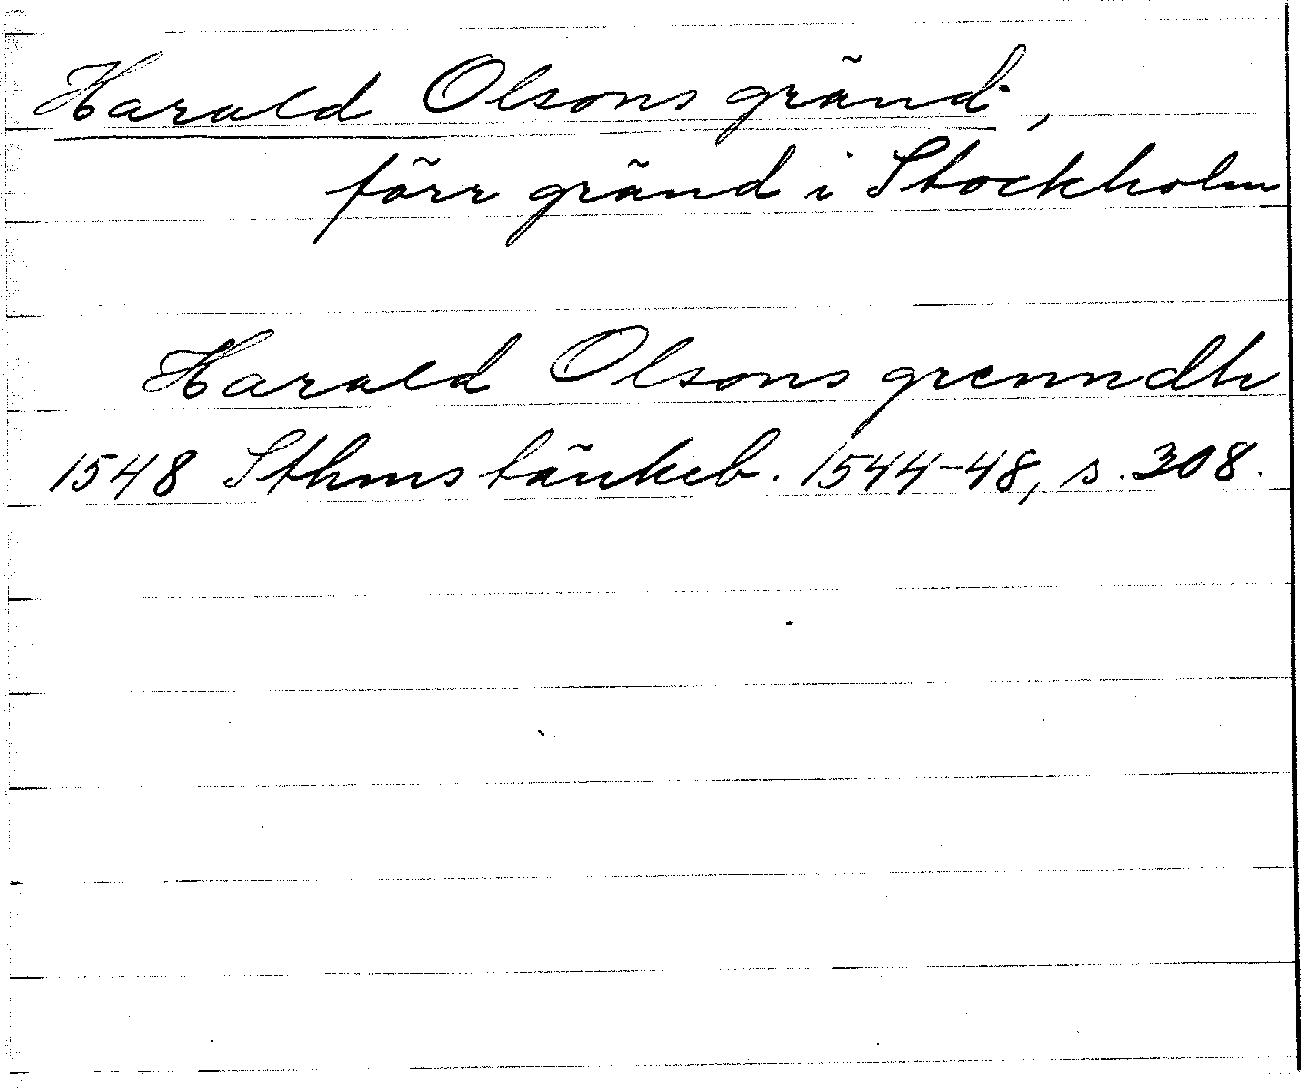 Harald Olsons gränd,
förr gränd i Stockholm
Harald Olsons grenndh
1548 Sthms tänkeb. 1544-48, s. 308.